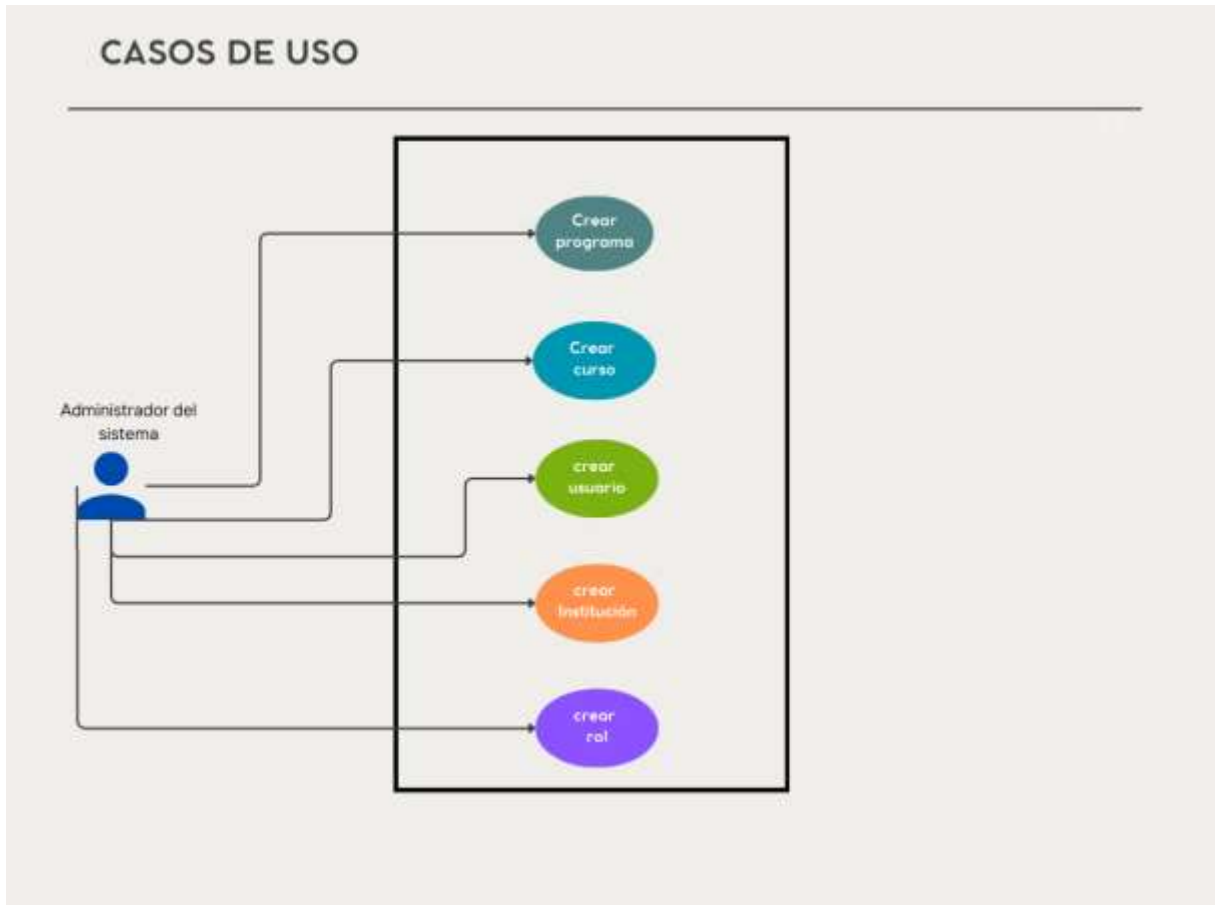 CASOS DE USO
Crear
programa
Crear
curso
Administrador del
sistema
crear
usuario
crear
Institución
crear
rol